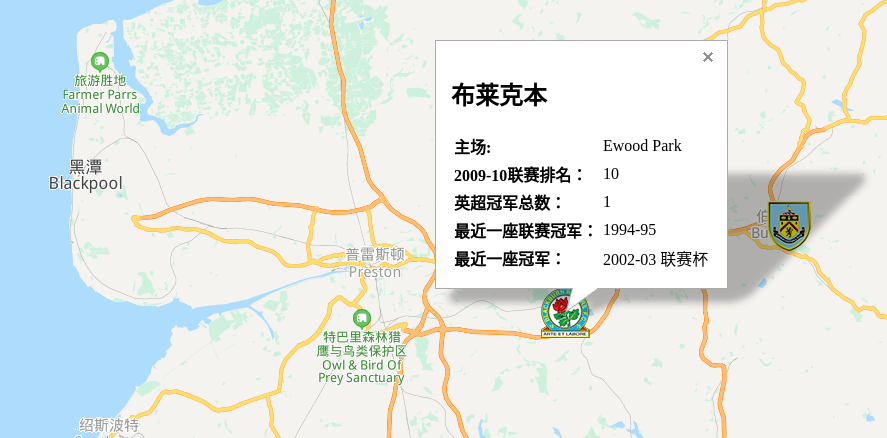 旅游胜地
Farmer Parrs
Animal World
黑潭
Blackpool
普雷斯顿
Preston
特巴里森林猎
鹰与鸟类保护区
Owl & Bird Of
Prey Sanctuary
绍斯波特
布莱克本
主场: Ewood Park
2009-10联赛排名： 10
英超冠军总数： 1
最近一座联赛冠军： 1994-95
最近一座冠军： 2002-03 联赛杯
ARTE ET LABORE